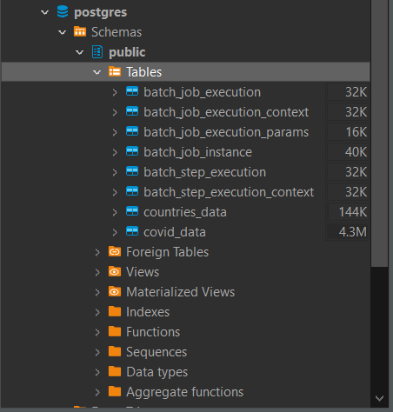 postgres
Schemas
public
Tables
batch_job_execution 32K
batch_job_execution_context 32K
batch_job_execution_params 16K
batch_job_instance 40K
batch_step_execution 32K
batch_step_execution_context 32K
countries_data 144K
covid_data 4.3M
Foreign Tables
Views
Materialized Views
Indexes
Functions
Sequences
Data types
Aggregate functions